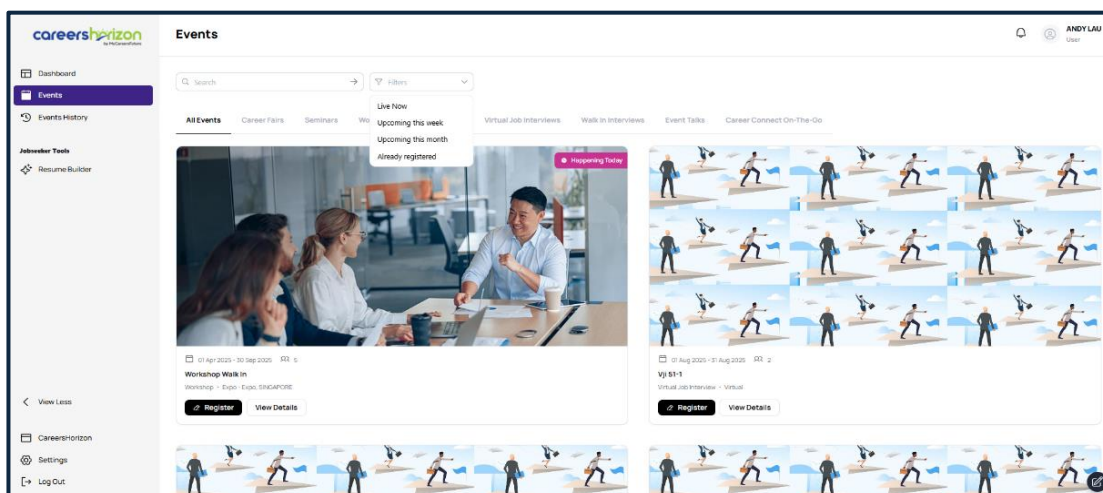 careershorizon
by MyCareersFuture
Events
ANDY LAU
User
Dashboard
Events
Events History
Jobseeker Tools
Resume Builder
View Less
CareersHorizon
Settings
Log Out
Search
Filters
Live Now
Upcoming this week
Upcoming this month
Already registered
All Events
Career Fairs
Seminars
Wo
Virtual Job Interviews
Walk In Interviews
Event Talks
Career Connect On-The-Go
Happening Today
01 Apr 2025 - 30 Sep 2025 5
Workshop Walk In
Workshop • Expo - Expo, SINGAPORE
Register
View Details
01 Aug 2025 - 31 Aug 2025 2
Vji 51-1
Virtual Job Interview • Virtual
Register
View Details